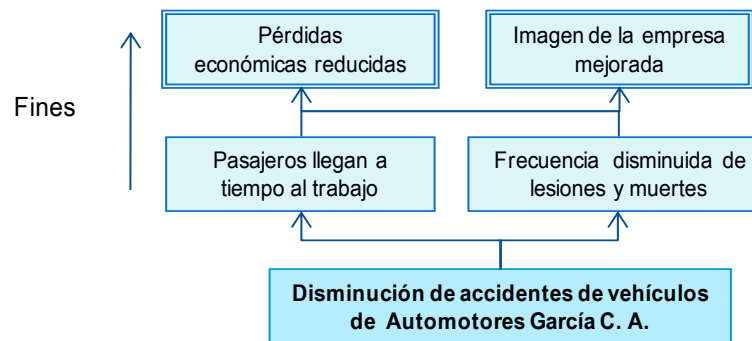 Pérdidas
económicas reducidas
Imagen de la empresa
mejorada
Fines
Pasajeros llegan a
tiempo al trabajo
Frecuencia disminuida de
lesiones y muertes
Disminución de accidentes de vehículos
de Automotores García C. A.